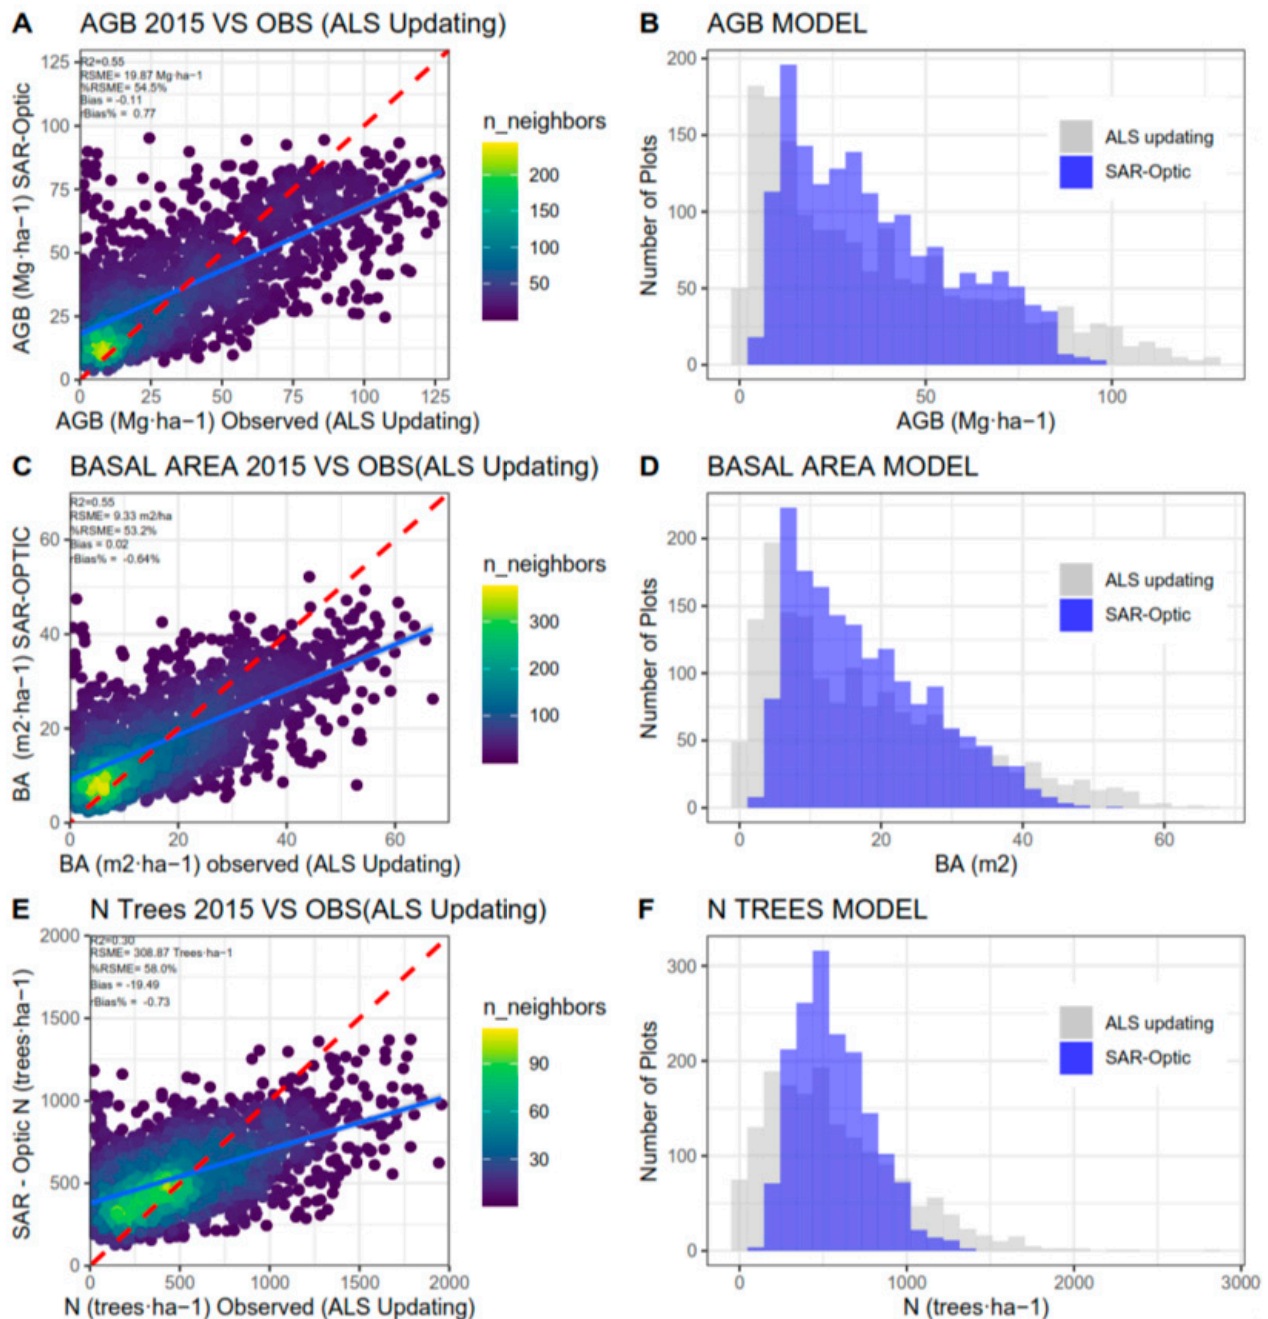 A AGB 2015 VS OBS (ALS Updating)
R2=0.55
RSME= 19.87 Mg·ha−1
%RSME= 54.5%
Bias = -0.11
rBias% = 0.77
AGB (Mg·ha−1) SAR-Optic
125
100
75
50
25
0
0 25 50 75 100 125
AGB (Mg·ha−1) Observed (ALS Updating)
n_neighbors
200
150
100
50
B AGB MODEL
Number of Plots
200
150
100
50
0
ALS updating
SAR-Optic
0 50 100
AGB (Mg·ha−1)
C BASAL AREA 2015 VS OBS(ALS Updating)
R2=0.55
RSME= 9.33 m2/ha
%RSME= 53.2%
Bias = 0.02
rBias% = -0.64%
BA (m2·ha−1) SAR-OPTIC
60
40
20
0
0 20 40 60
BA (m2·ha−1) observed (ALS Updating)
n_neighbors
300
200
100
D BASAL AREA MODEL
Number of Plots
200
150
100
50
0
ALS updating
SAR-Optic
0 20 40 60
BA (m2)
E N Trees 2015 VS OBS(ALS Updating)
R2=0.30
RSME= 308.87 Trees·ha−1
%RSME= 58.0%
Bias = -19.49
rBias% = -0.73
SAR - Optic N (trees·ha−1)
2000
1500
1000
500
0
0 500 1000 1500 2000
N (trees·ha−1) Observed (ALS Updating)
n_neighbors
90
60
30
F N TREES MODEL
Number of Plots
300
200
100
0
ALS updating
SAR-Optic
0 1000 2000 3000
N (trees·ha−1)